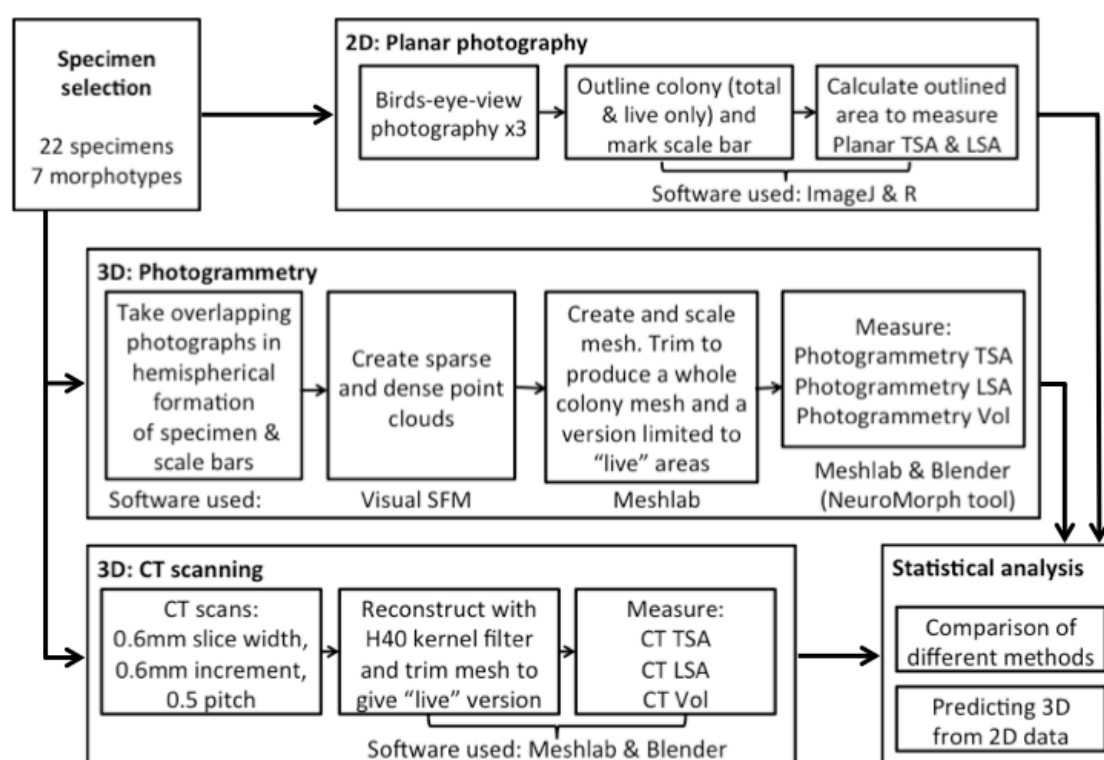 Specimen
selection
22 specimens
7 morphotypes
2D: Planar photography
Birds-eye-view
photography x3
Outline colony (total
& live only) and
mark scale bar
Calculate outlined
area to measure
Planar TSA & LSA
Software used: ImageJ & R
3D: Photogrammetry
Take overlapping
photographs in
hemispherical
formation
of specimen &
scale bars
Create sparse
and dense point
clouds
Create and scale
mesh. Trim to
produce a whole
colony mesh and a
version limited to
“live” areas
Measure:
Photogrammetry TSA
Photogrammetry LSA
Photogrammetry Vol
Software used:
Visual SFM
Meshlab
Meshlab & Blender
(NeuroMorph tool)
3D: CT scanning
CT scans:
0.6mm slice width,
0.6mm increment,
0.5 pitch
Reconstruct with
H40 kernel filter
and trim mesh to
give “live” version
Measure:
CT TSA
CT LSA
CT Vol
Software used: Meshlab & Blender
Statistical analysis
Comparison of
different methods
Predicting 3D
from 2D data